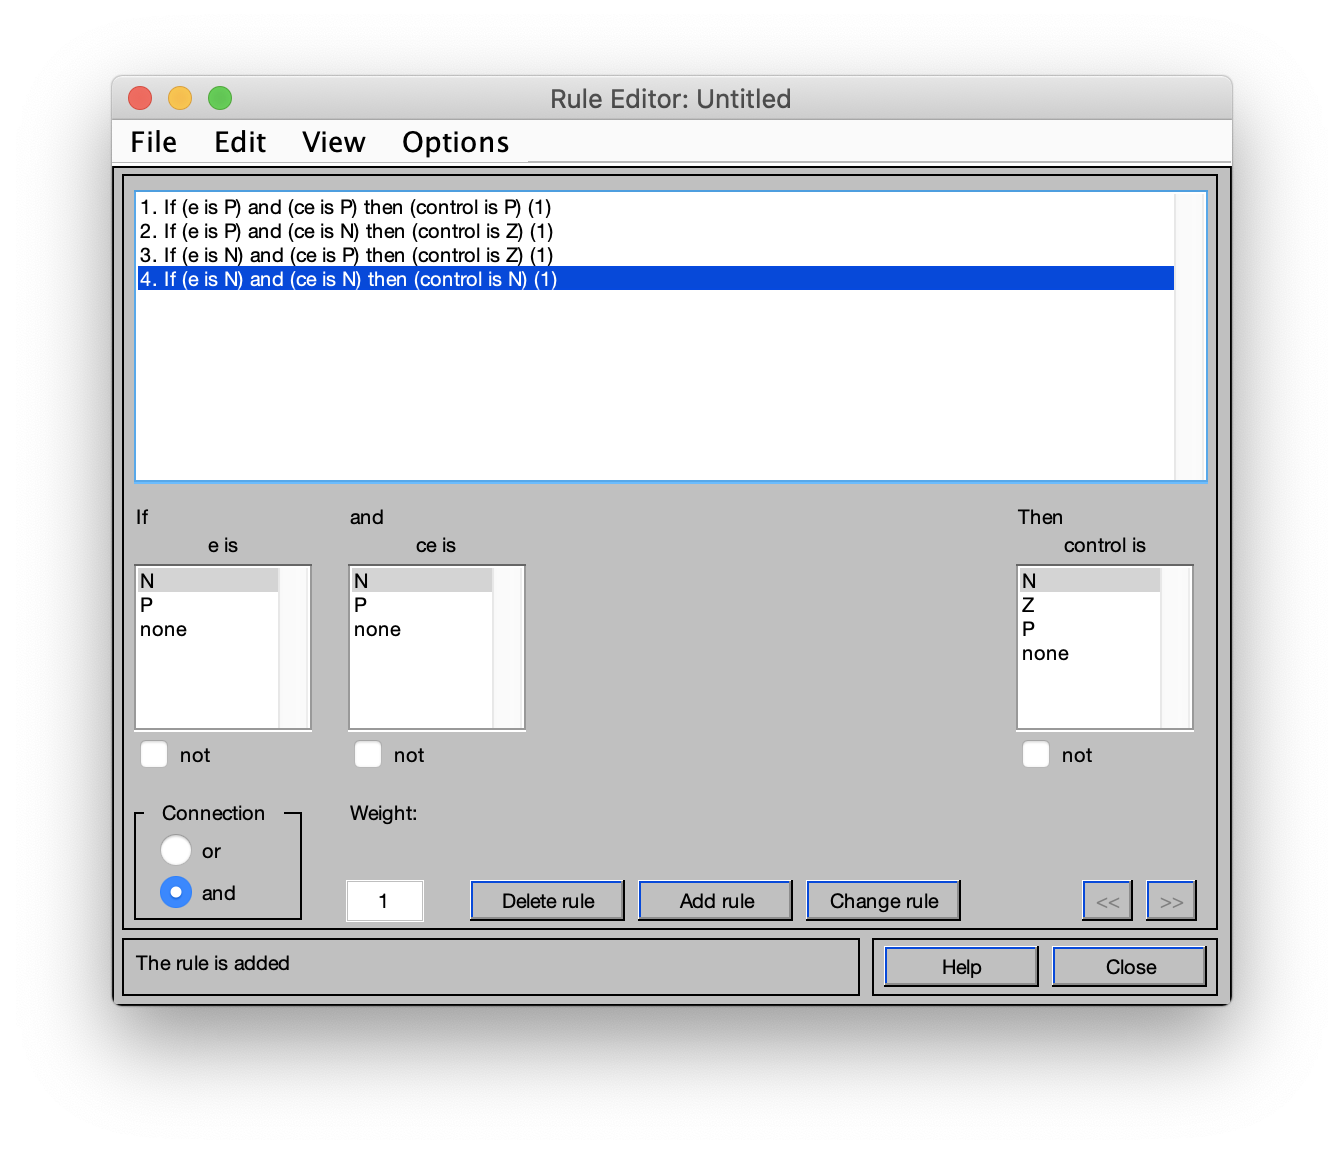 Rule Editor: Untitled
File Edit View Options
1. If (e is P) and (ce is P) then (control is P) (1)
2. If (e is P) and (ce is N) then (control is Z) (1)
3. If (e is N) and (ce is P) then (control is Z) (1)
4. If (e is N) and (ce is N) then (control is N) (1)
If and Then
e is ce is control is
N N N
P P Z
none none P
none
not not not
Connection Weight:
or
and 1 Delete rule Add rule Change rule << >>
The rule is added Help Close